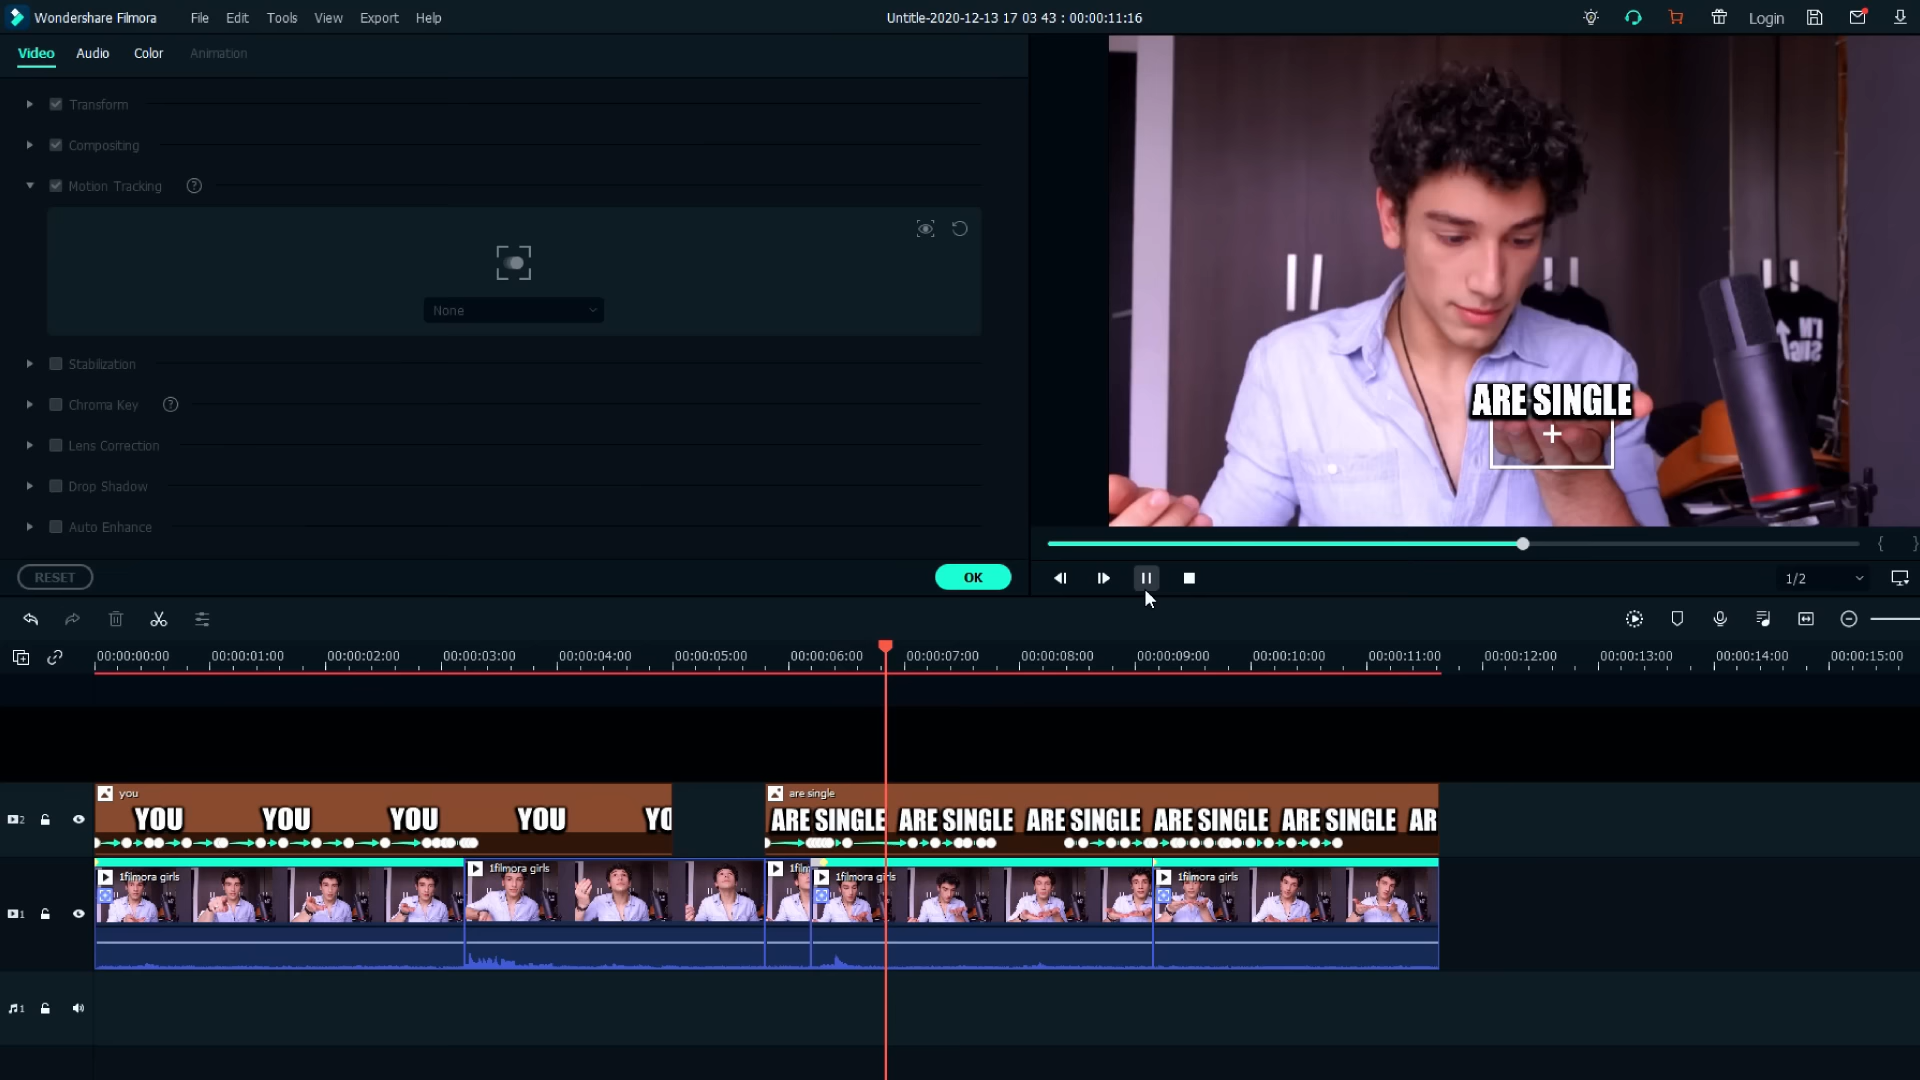 Wondershare Filmora File Edit Tools View Export Help Untitle-2020-12-13 17 03 43 : 00:00:11:16 Login
Video Audio Color Animation
Transform
Compositing
Motion Tracking ?
None
Stabilization
Chroma Key ?
Lens Correction
Drop Shadow
Auto Enhance
RESET OK
ARE SINGLE
{ }
1/2
00:00:00:00 00:00:01:00 00:00:02:00 00:00:03:00 00:00:04:00 00:00:05:00 00:00:06:00 00:00:07:00 00:00:08:00 00:00:09:00 00:00:10:00 00:00:11:00 00:00:12:00 00:00:13:00 00:00:14:00 00:00:15:00
you are single
2 YOU YOU YOU YOU YO ARE SINGLE ARE SINGLE ARE SINGLE ARE SINGLE ARE SINGLE AR
1filmora girls 1filmora girls 1film 1filmora girls 1filmora girls
1
1